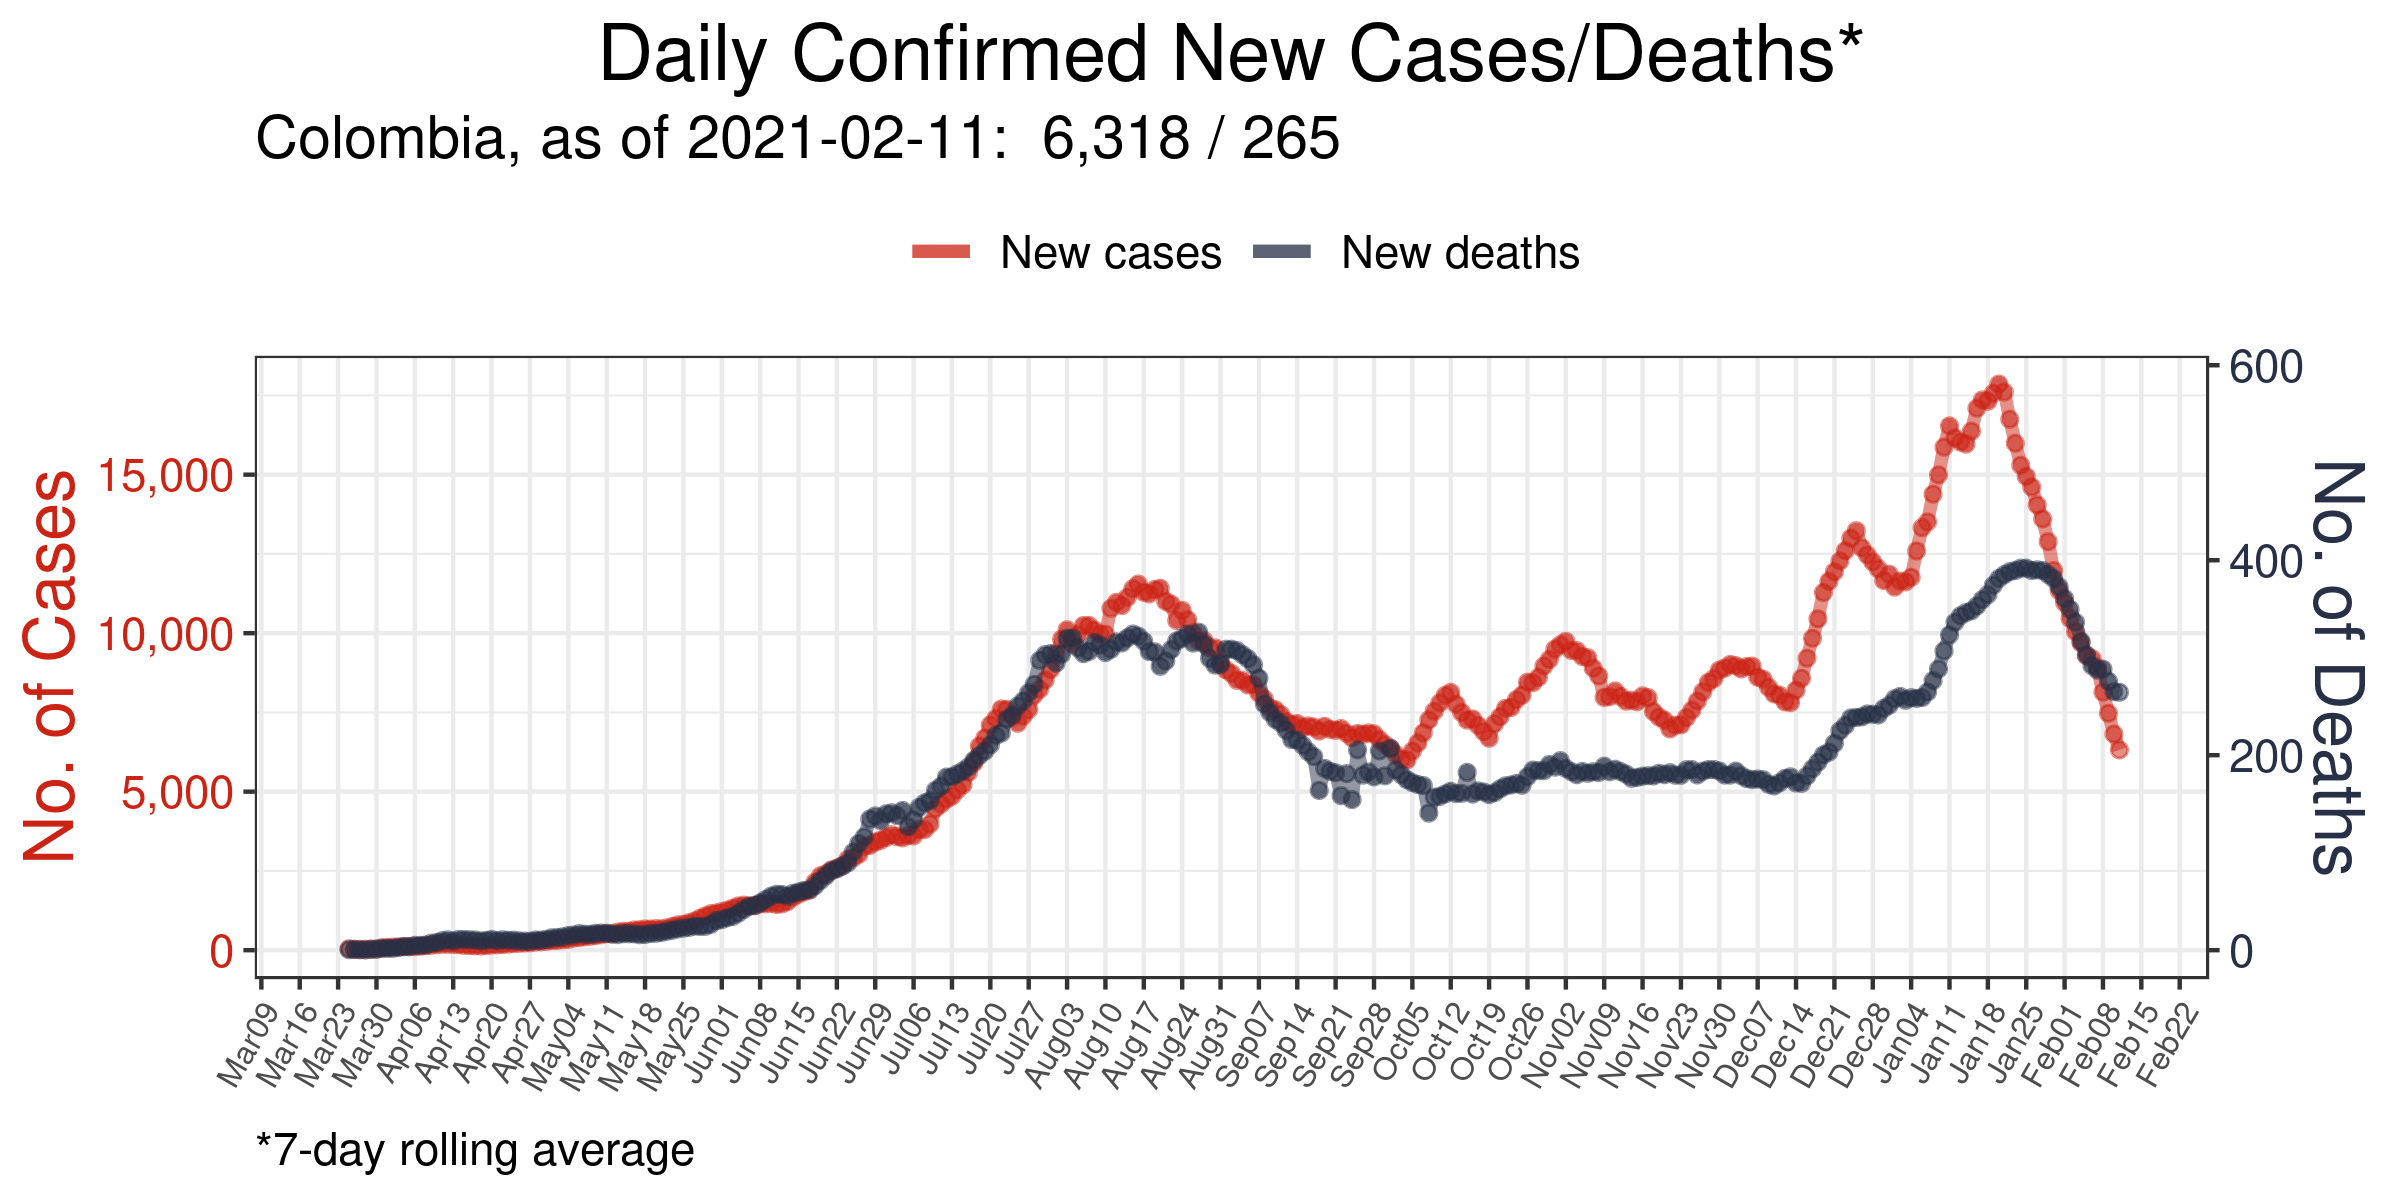 Daily Confirmed New Cases/Deaths*
Colombia, as of 2021-02-11:  6,318 / 265
New cases
New deaths
No. of Cases
15,000
10,000
5,000
0
600
400
200
0
No. of Deaths
Mar09
Mar16
Mar23
Mar30
Apr06
Apr13
Apr20
Apr27
May04
May11
May18
May25
Jun01
Jun08
Jun15
Jun22
Jun29
Jul06
Jul13
Jul20
Jul27
Aug03
Aug10
Aug17
Aug24
Aug31
Sep07
Sep14
Sep21
Sep28
Oct05
Oct12
Oct19
Oct26
Nov02
Nov09
Nov16
Nov23
Nov30
Dec07
Dec14
Dec21
Dec28
Jan04
Jan11
Jan18
Jan25
Feb01
Feb08
Feb15
Feb22
*7-day rolling average